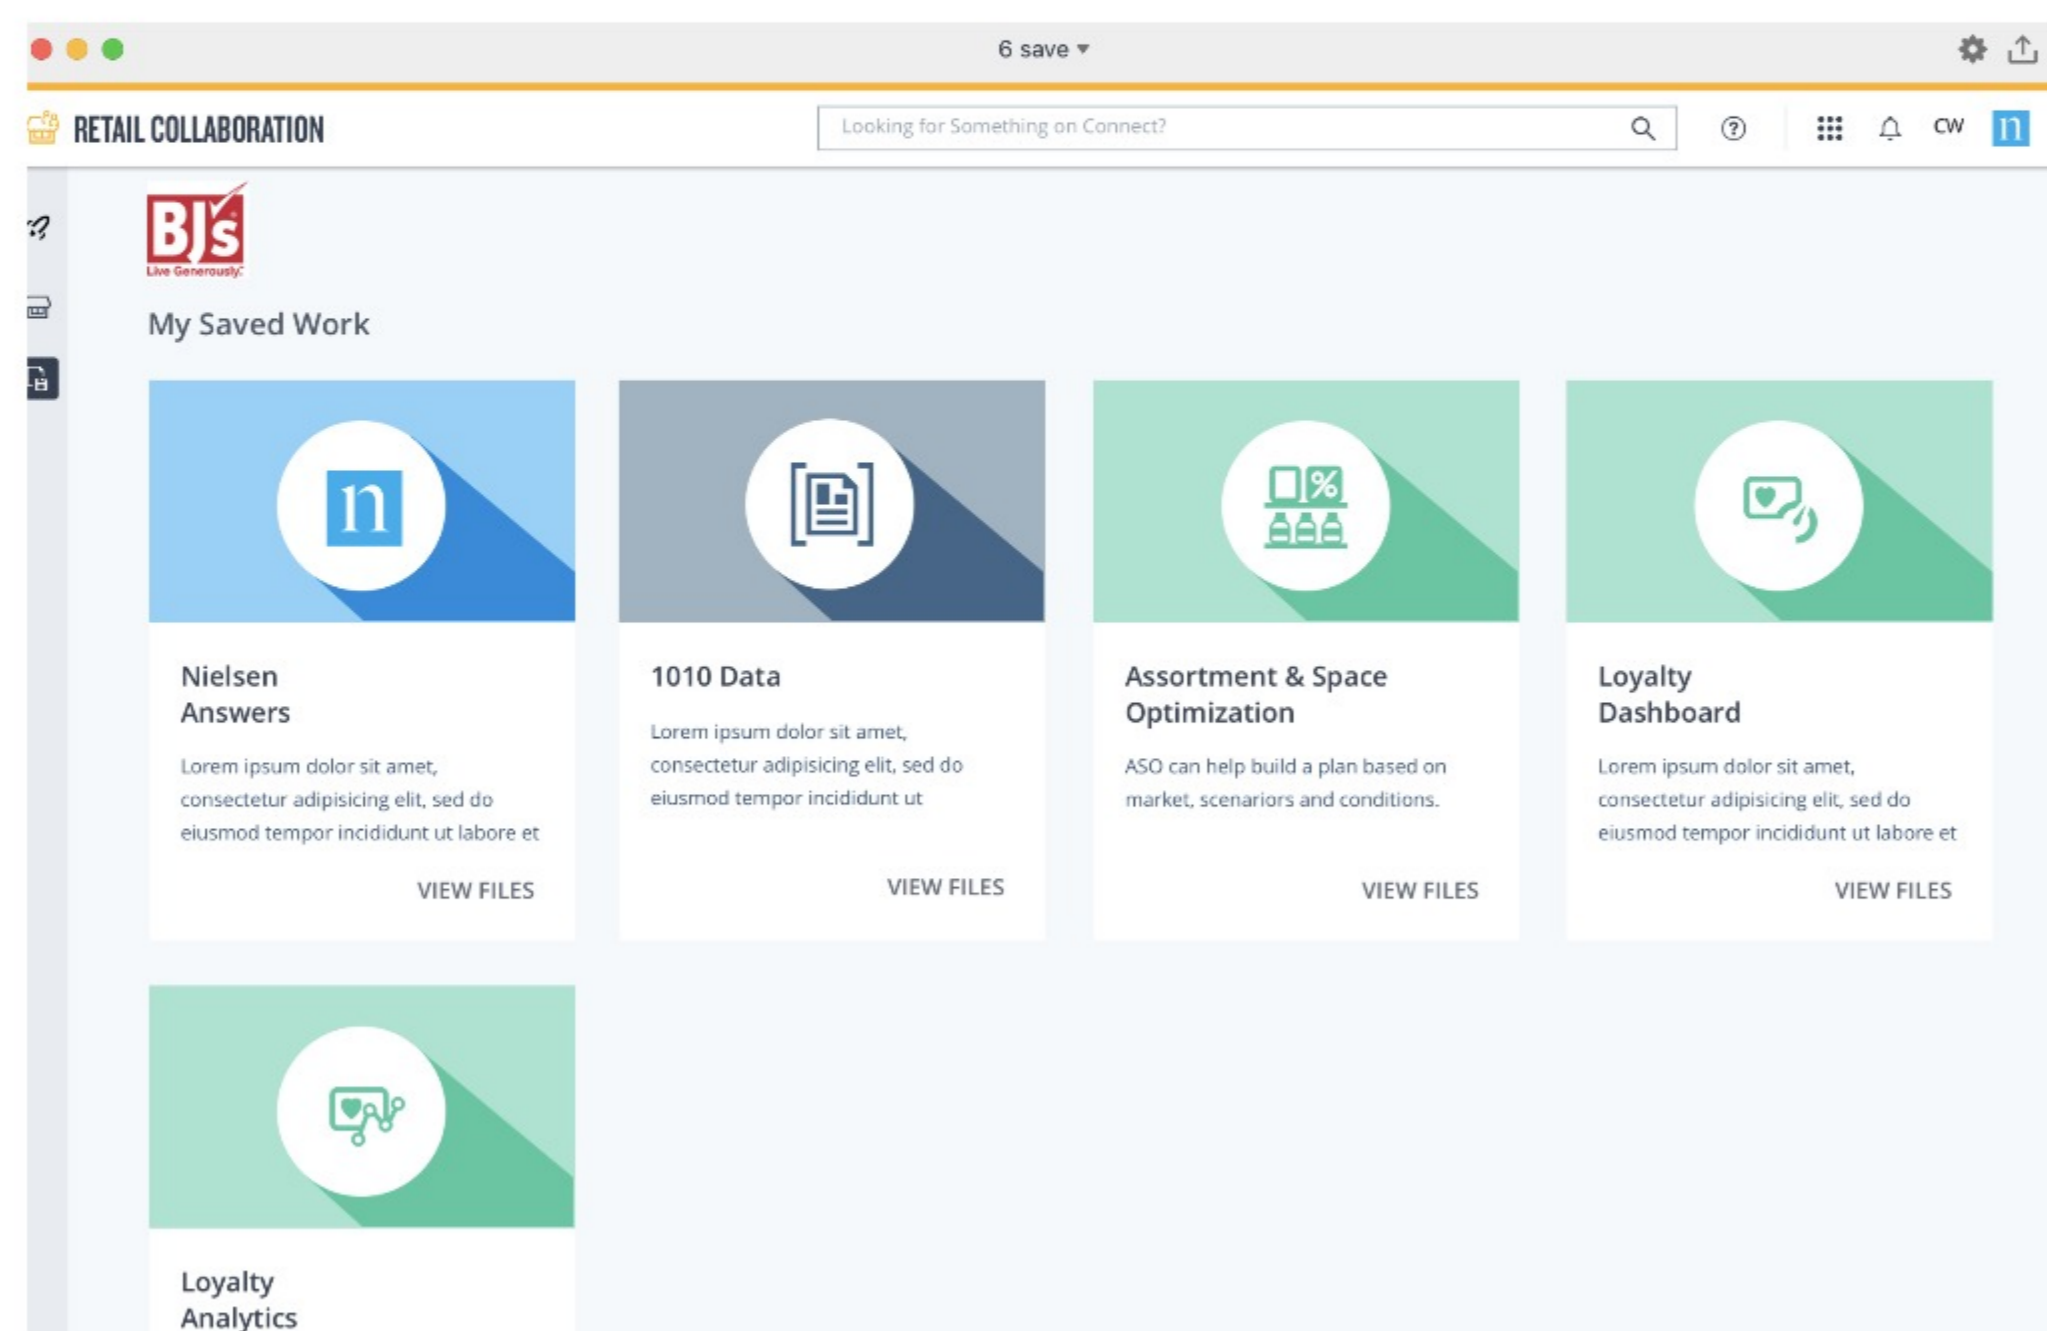 6 save
RETAIL COLLABORATION
Looking for Something on Connect?
CW
n
BJ's
Live Generously.
My Saved Work
n
%
Nielsen
Answers
Lorem ipsum dolor sit amet,
consectetur adipisicing elit, sed do
eiusmod tempor incididunt ut labore et
VIEW FILES
1010 Data
Lorem ipsum dolor sit amet,
consectetur adipisicing elit, sed do
eiusmod tempor incididunt ut
VIEW FILES
Assortment & Space
Optimization
ASO can help build a plan based on
market, scenariors and conditions.
VIEW FILES
Loyalty
Dashboard
Lorem ipsum dolor sit amet,
consectetur adipisicing elit, sed do
eiusmod tempor incididunt ut labore et
VIEW FILES
Loyalty
Analytics